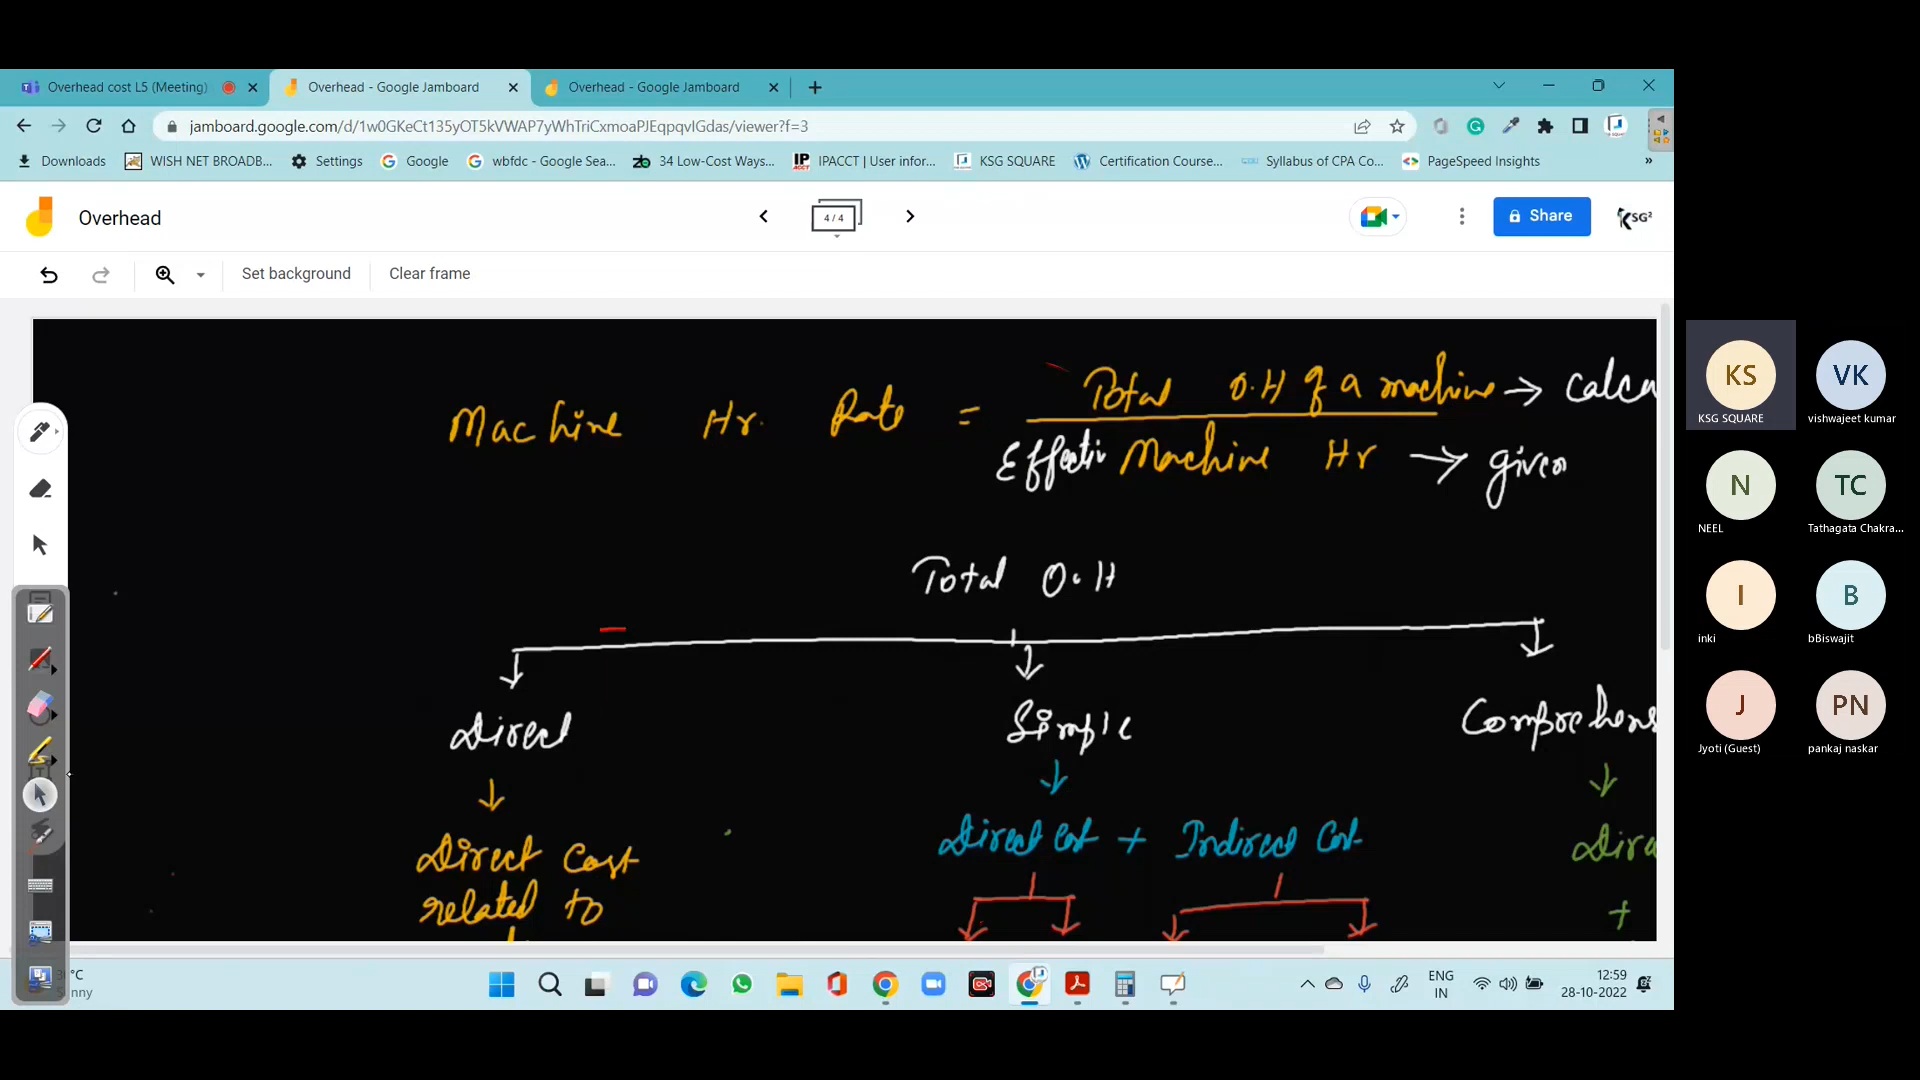 Overhead cost L5 (Meeting)
Overhead - Google Jamboard
Overhead - Google Jamboard
jamboard.google.com/d/1w0GKeCt135yOT5kVWAP7yWhTriCxmoaPJEqpqvIGdas/viewer?f=3
Downloads
WISH NET BROADB...
Settings
Google
wbfdc - Google Sea...
34 Low-Cost Ways...
IPACCT | User infor...
KSG SQUARE
Certification Course...
Syllabus of CPA Co...
PageSpeed Insights
»
Overhead
4 / 4
Share
KSG²
Set background
Clear frame
Machine Hr. Rate = Total O.H of a machine → calcu
Effecti Machine Hr → given
Total O.H
Direct
Simple
Comprehens
Direct Cost + Indirect Cost
Direct Cost
related to
Dire
+
KS
KSG SQUARE
VK
vishwajeet kumar
N
NEEL
TC
Tathagata Chakra...
I
inki
B
bBiswajit
J
Jyoti (Guest)
PN
pankaj naskar
ENG
IN
12:59
28-10-2022